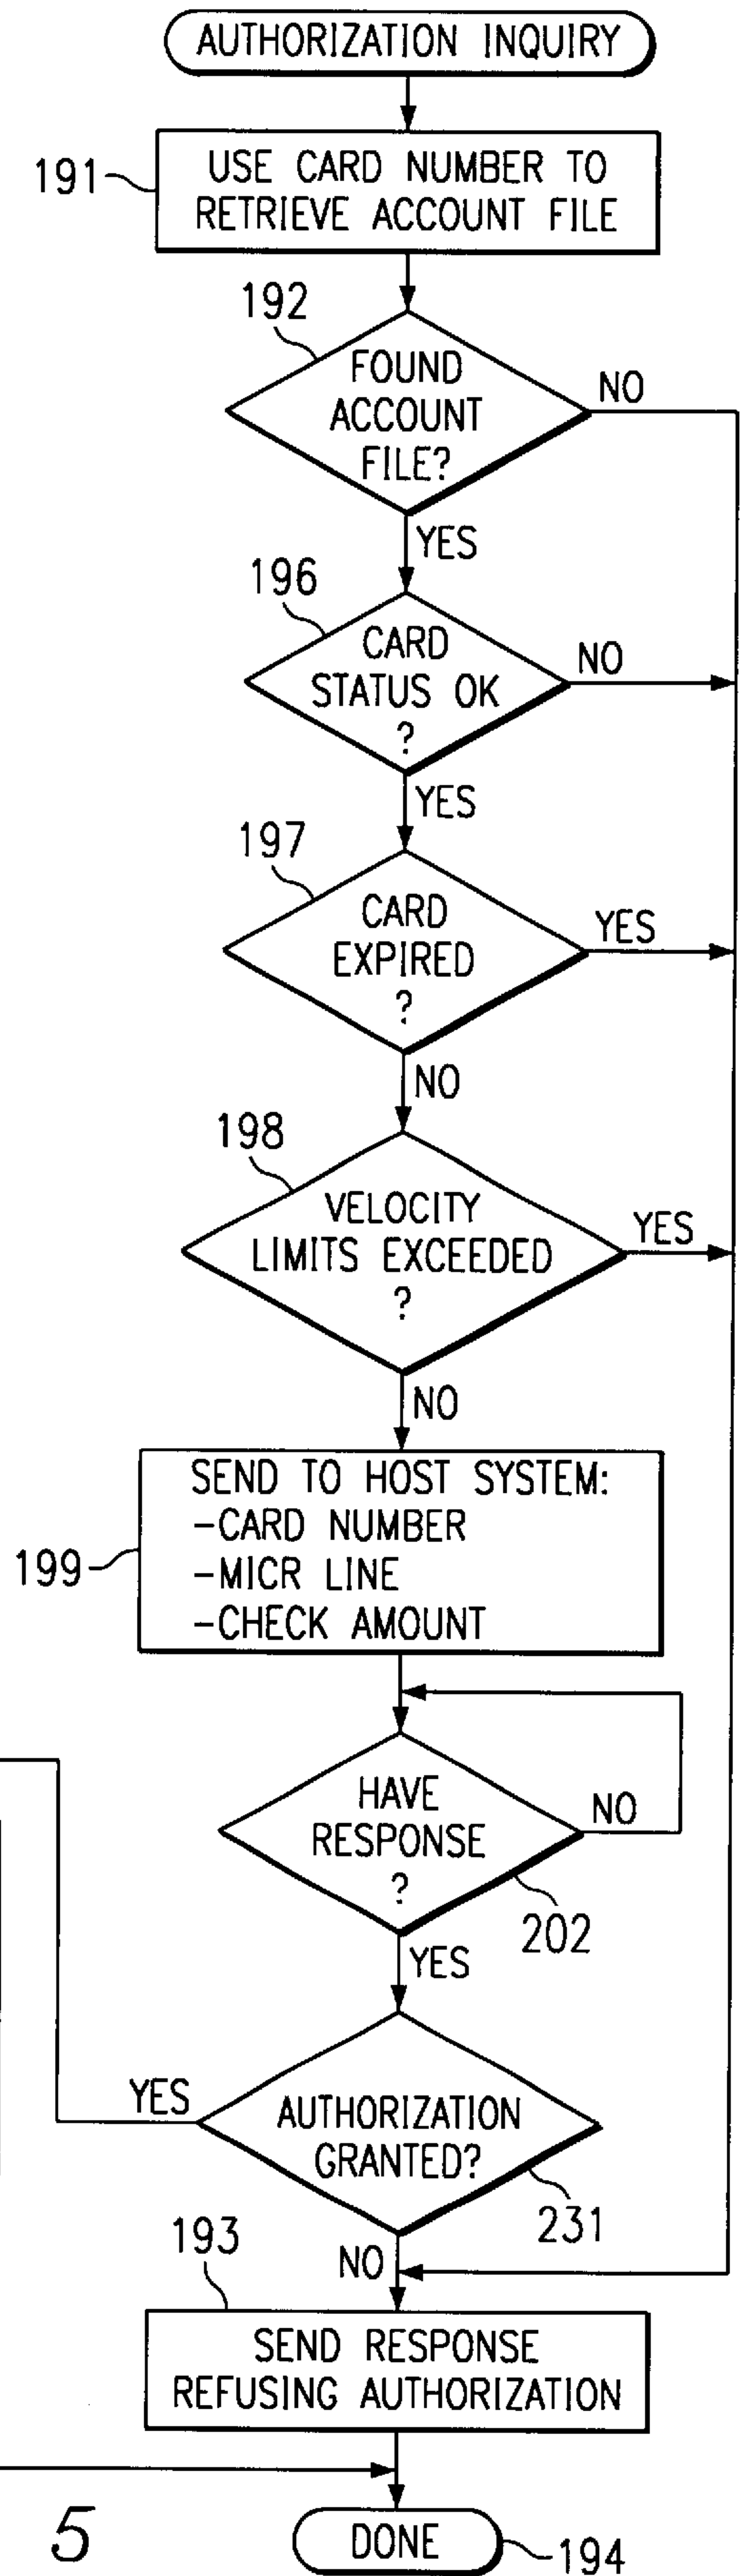 AUTHORIZATION INQUIRY
191
USE CARD NUMBER TO
RETRIEVE ACCOUNT FILE
192
FOUND
ACCOUNT
FILE?
NO
YES
196
CARD
STATUS OK
?
NO
YES
197
CARD
EXPIRED
?
YES
NO
198
VELOCITY
LIMITS EXCEEDED
?
YES
NO
199
SEND TO HOST SYSTEM:
-CARD NUMBER
-MICR LINE
-CHECK AMOUNT
HAVE
RESPONSE
?
NO
202
YES
YES
AUTHORIZATION
GRANTED?
231
193
NO
SEND RESPONSE
REFUSING AUTHORIZATION
5
DONE
194